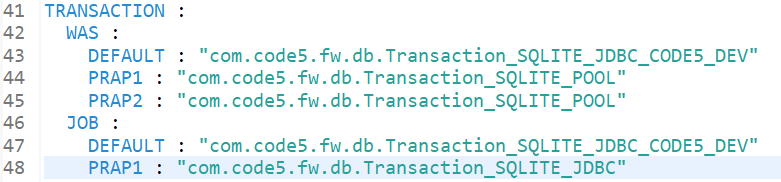 41 TRANSACTION :
42   WAS :
43     DEFAULT : "com.code5.fw.db.Transaction_SQLITE_JDBC_CODE5_DEV"
44     PRAP1 : "com.code5.fw.db.Transaction_SQLITE_POOL"
45     PRAP2 : "com.code5.fw.db.Transaction_SQLITE_POOL"
46   JOB :
47     DEFAULT : "com.code5.fw.db.Transaction_SQLITE_JDBC_CODE5_DEV"
48     PRAP1 : "com.code5.fw.db.Transaction_SQLITE_JDBC"